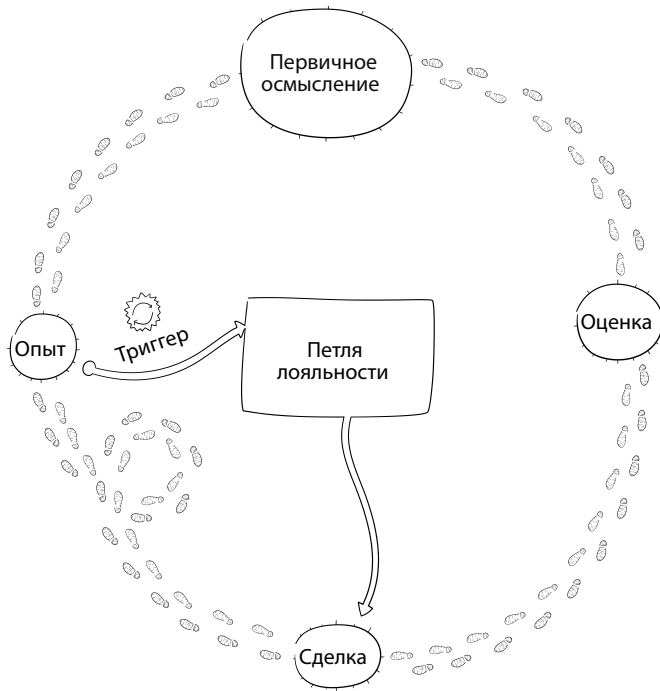 Первичное
осмысление
Оценка
Опыт
Триггер
Петля
лояльности
Сделка